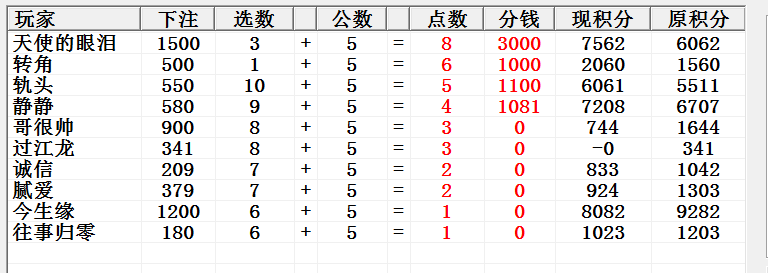 玩家 下注 选数 公数 点数 分钱 现积分 原积分
天使的眼泪 1500 3 + 5 = 8 3000 7562 6062
转角 500 1 + 5 = 6 1000 2060 1560
轨头 550 10 + 5 = 5 1100 6061 5511
静静 580 9 + 5 = 4 1081 7208 6707
哥很帅 900 8 + 5 = 3 0 744 1644
过江龙 341 8 + 5 = 3 0 -0 341
诚信 209 7 + 5 = 2 0 833 1042
腻爱 379 7 + 5 = 2 0 924 1303
今生缘 1200 6 + 5 = 1 0 8082 9282
往事归零 180 6 + 5 = 1 0 1023 1203